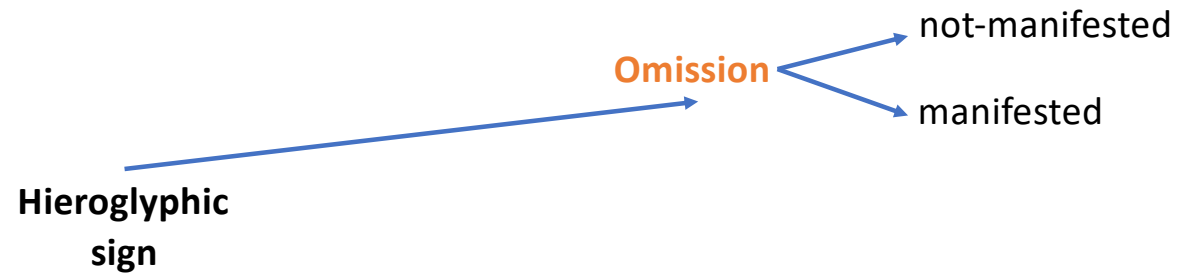 not-manifested
Omission
manifested
Hieroglyphic
sign